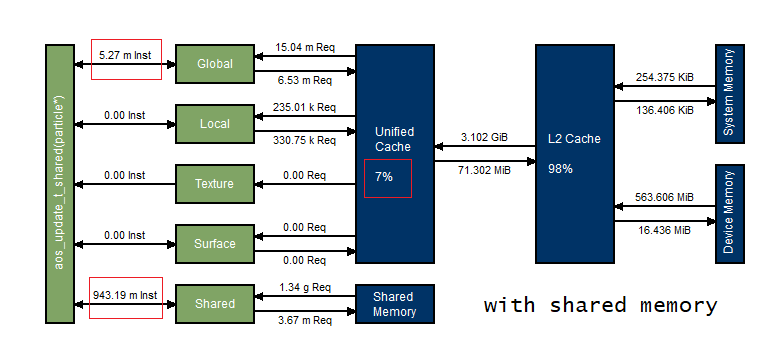 aos_update_t_shared(particle*)
5.27 m Inst
Global
15.04 m Req
6.53 m Req
0.00 Inst
Local
235.01 k Req
330.75 k Req
0.00 Inst
Texture
0.00 Req
0.00 Inst
Surface
0.00 Req
0.00 Req
943.19 m Inst
Shared
1.34 g Req
3.67 m Req
Unified
Cache
7%
Shared
Memory
3.102 GiB
71.302 MiB
L2 Cache
98%
254.375 KiB
136.406 KiB
System Memory
563.606 MiB
16.436 MiB
Device Memory
with shared memory